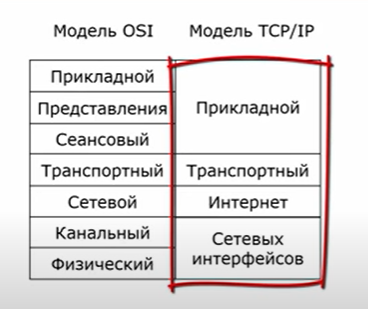 Модель OSI Модель TCP/IP
Прикладной
Представления
Сеансовый
Прикладной
Транспортный Транспортный
Сетевой Интернет
Канальный
Физический
Сетевых
интерфейсов